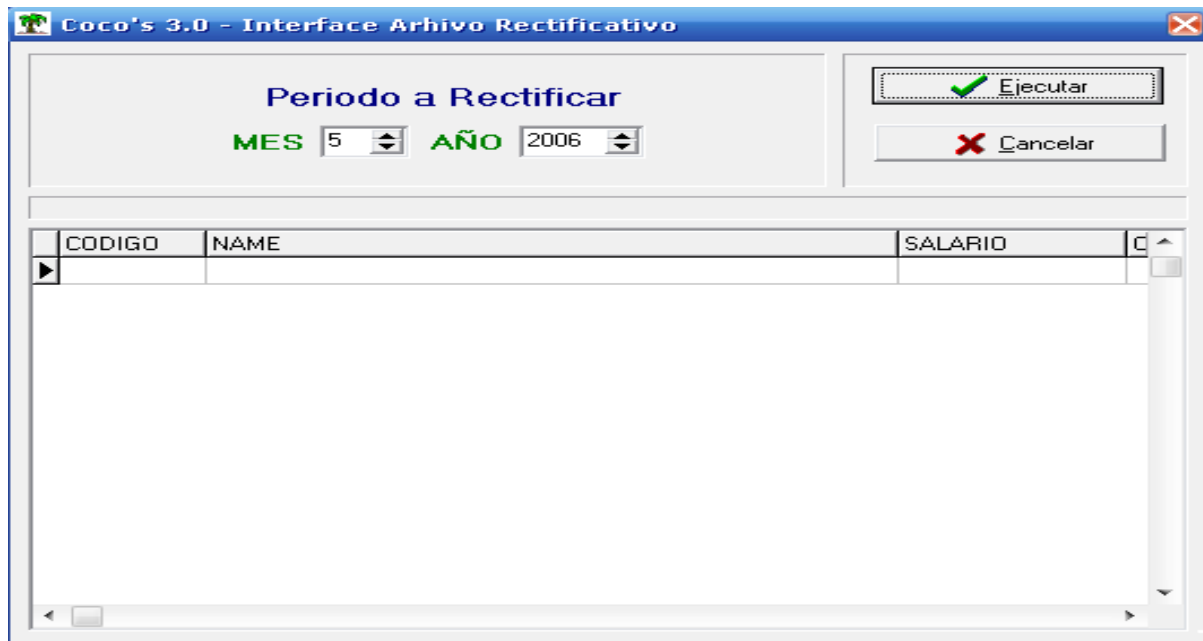 Coco's 3.0 - Interface Arhivo Rectificativo
Periodo a Rectificar
MES 5 AÑO 2006
Ejecutar
Cancelar
CODIGO NAME SALARIO